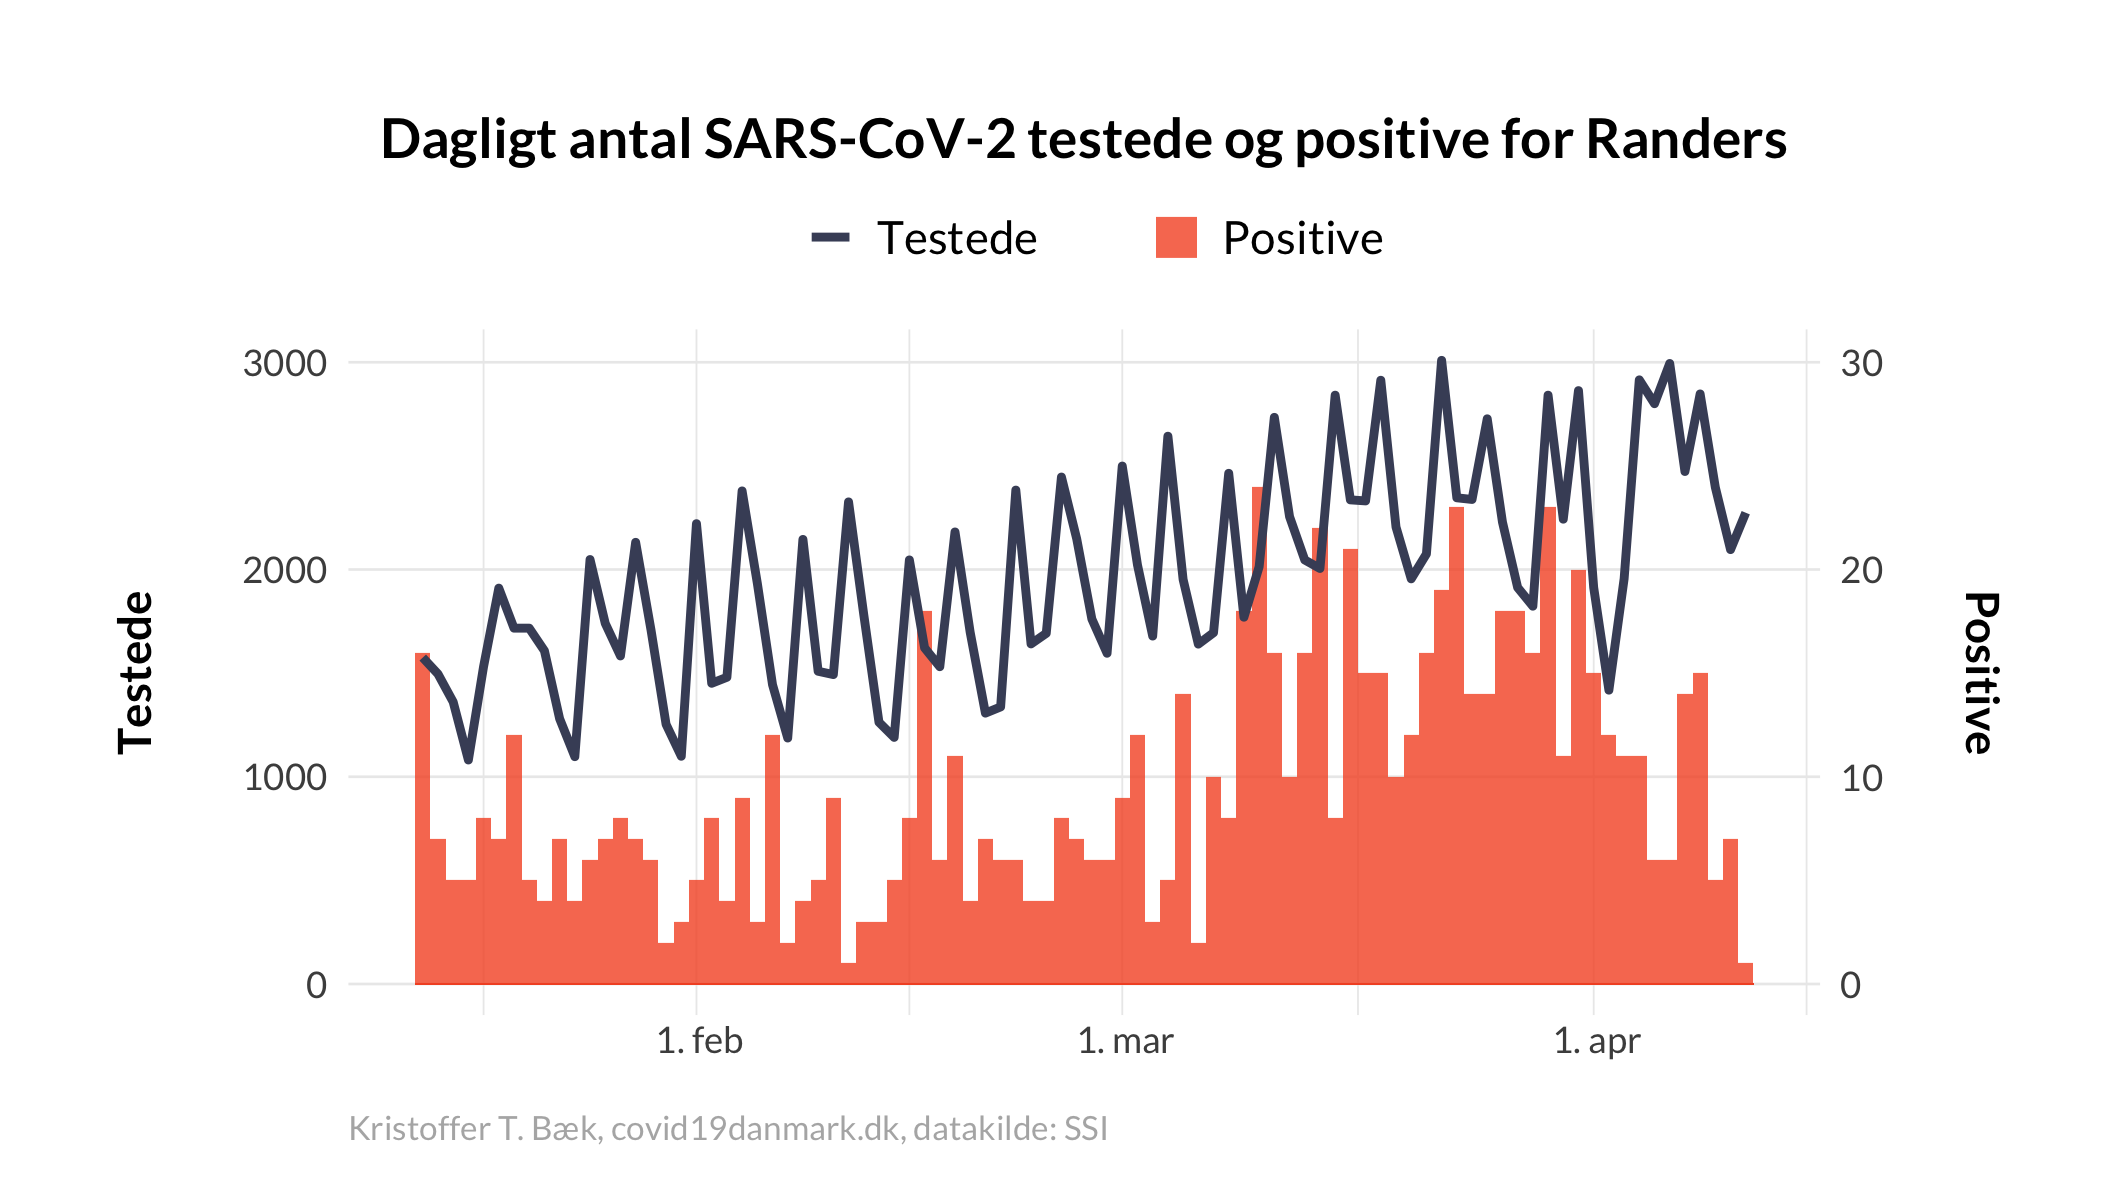 Dagligt antal SARS-CoV-2 testede og positive for Randers
Testede
Positive
3000
2000
1000
0
30
20
10
0
Testede
Positive
1. feb
1. mar
1. apr
Kristoffer T. Bæk, covid19danmark.dk, datakilde: SSI